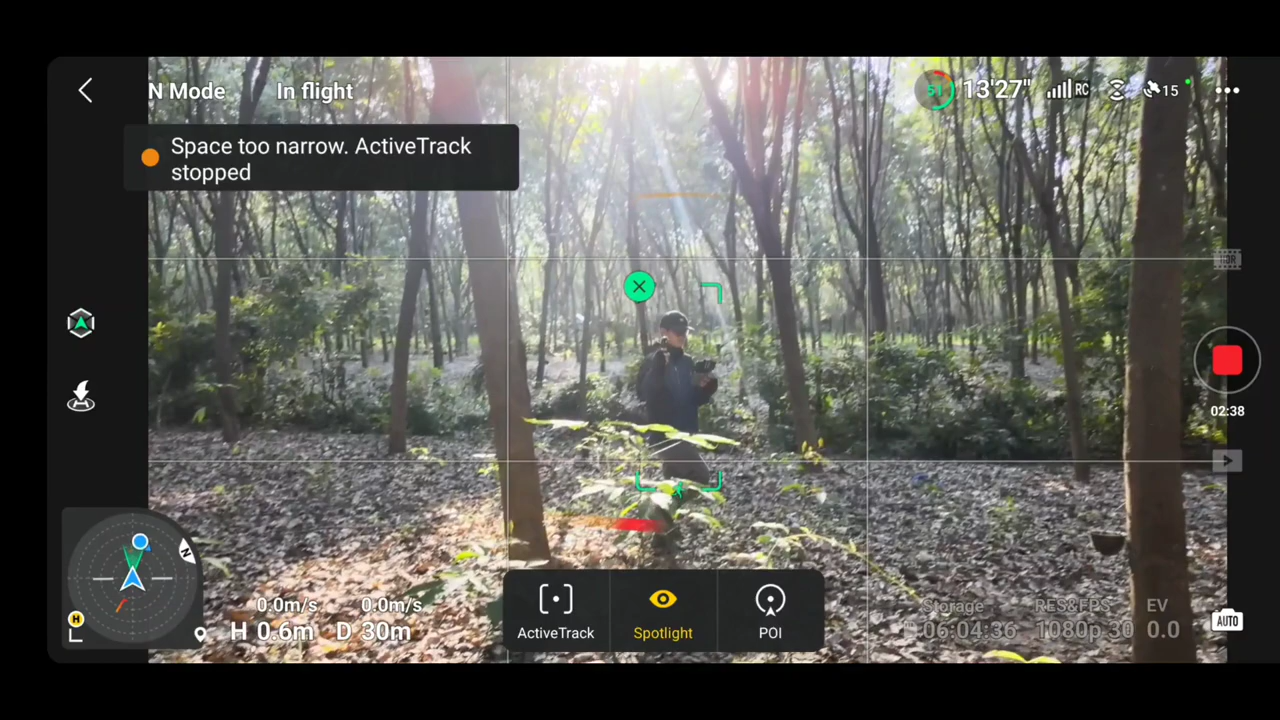 N Mode
In flight
51
13'27"
RC
15
Space too narrow. ActiveTrack
stopped
HDR
02:38
N
H
0.0m/s
0.0m/s
H 0.6m
D 30m
ActiveTrack
Spotlight
POI
Storage
06:04:36
RES&FPS
1080p 30
EV
0.0
AUTO